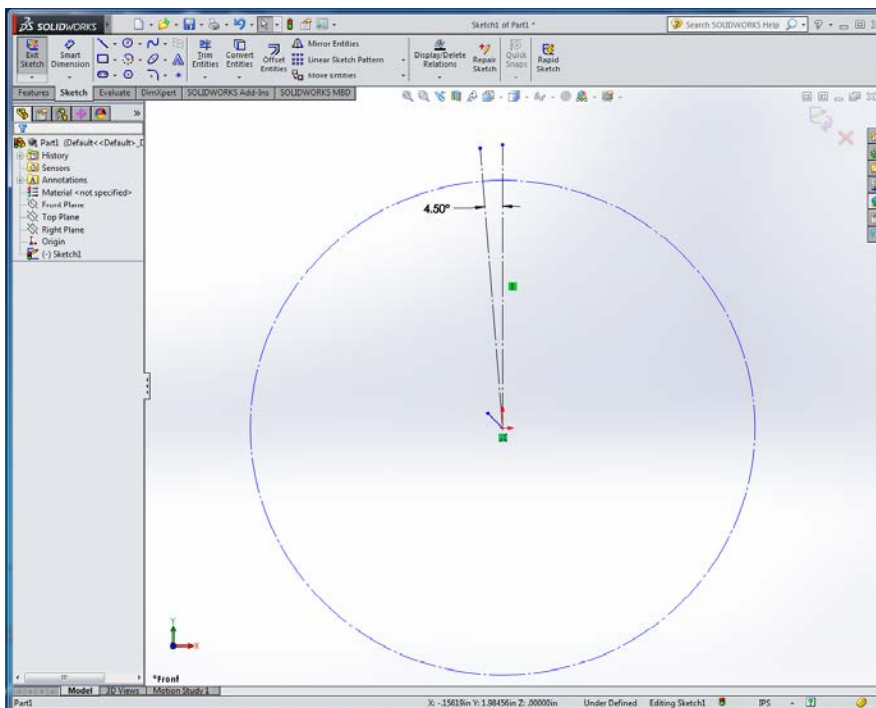 SOLIDWORKS
Sketch1 of Part1 *
Search SOLIDWORKS Help
Exit Sketch
Smart Dimension
Trim Entities
Convert Entities
Offset Entities
Mirror Entities
Linear Sketch Pattern
Move Entities
Display/Delete Relations
Repair Sketch
Quick Snaps
Rapid Sketch
Features Sketch Evaluate DimXpert SOLIDWORKS Add-Ins SOLIDWORKS MBD
Part1 (Default<<Default>_D
History
Sensors
Annotations
Material <not specified>
Front Plane
Top Plane
Right Plane
Origin
(-) Sketch1
4.50°
Y
X
*Front
Model 3D Views Motion Study 1
Part1 X: -.15619in Y: 1.98456in Z: .00000in Under Defined Editing Sketch1 IPS